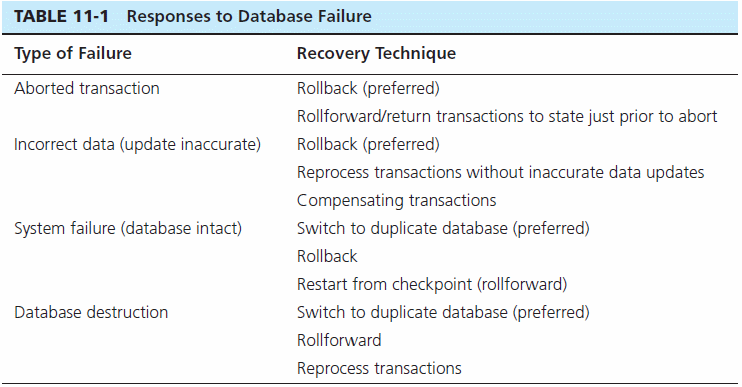 TABLE 11-1 Responses to Database Failure
Type of Failure Recovery Technique
Aborted transaction Rollback (preferred)
Rollforward/return transactions to state just prior to abort
Incorrect data (update inaccurate) Rollback (preferred)
Reprocess transactions without inaccurate data updates
Compensating transactions
System failure (database intact) Switch to duplicate database (preferred)
Rollback
Restart from checkpoint (rollforward)
Database destruction Switch to duplicate database (preferred)
Rollforward
Reprocess transactions